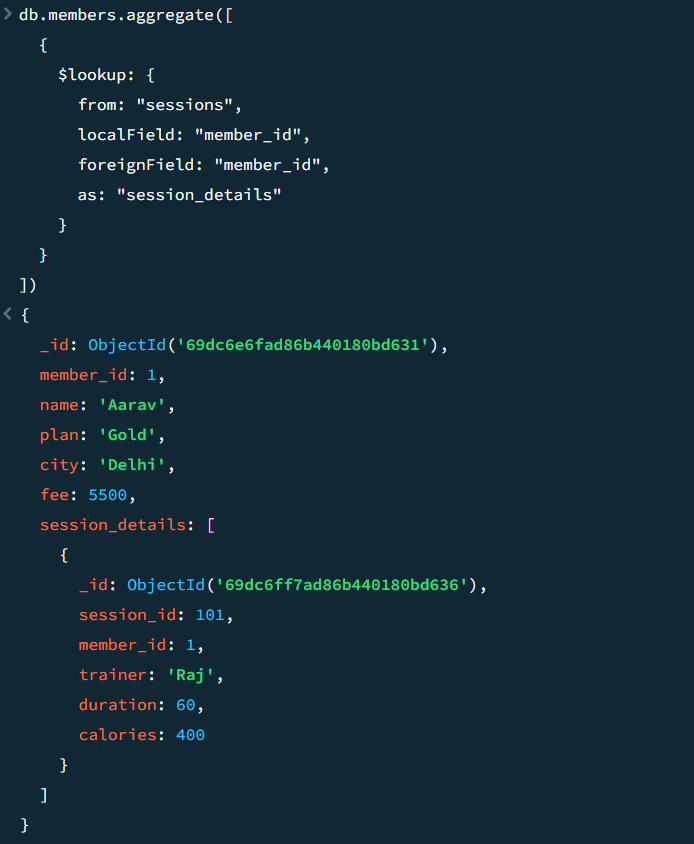 db.members.aggregate([
{
$lookup: {
from: "sessions",
localField: "member_id",
foreignField: "member_id",
as: "session_details"
}
}
])
{
_id: ObjectId('69dc6e6fad86b440180bd631'),
member_id: 1,
name: 'Aarav',
plan: 'Gold',
city: 'Delhi',
fee: 5500,
session_details: [
{
_id: ObjectId('69dc6ff7ad86b440180bd636'),
session_id: 101,
member_id: 1,
trainer: 'Raj',
duration: 60,
calories: 400
}
]
}